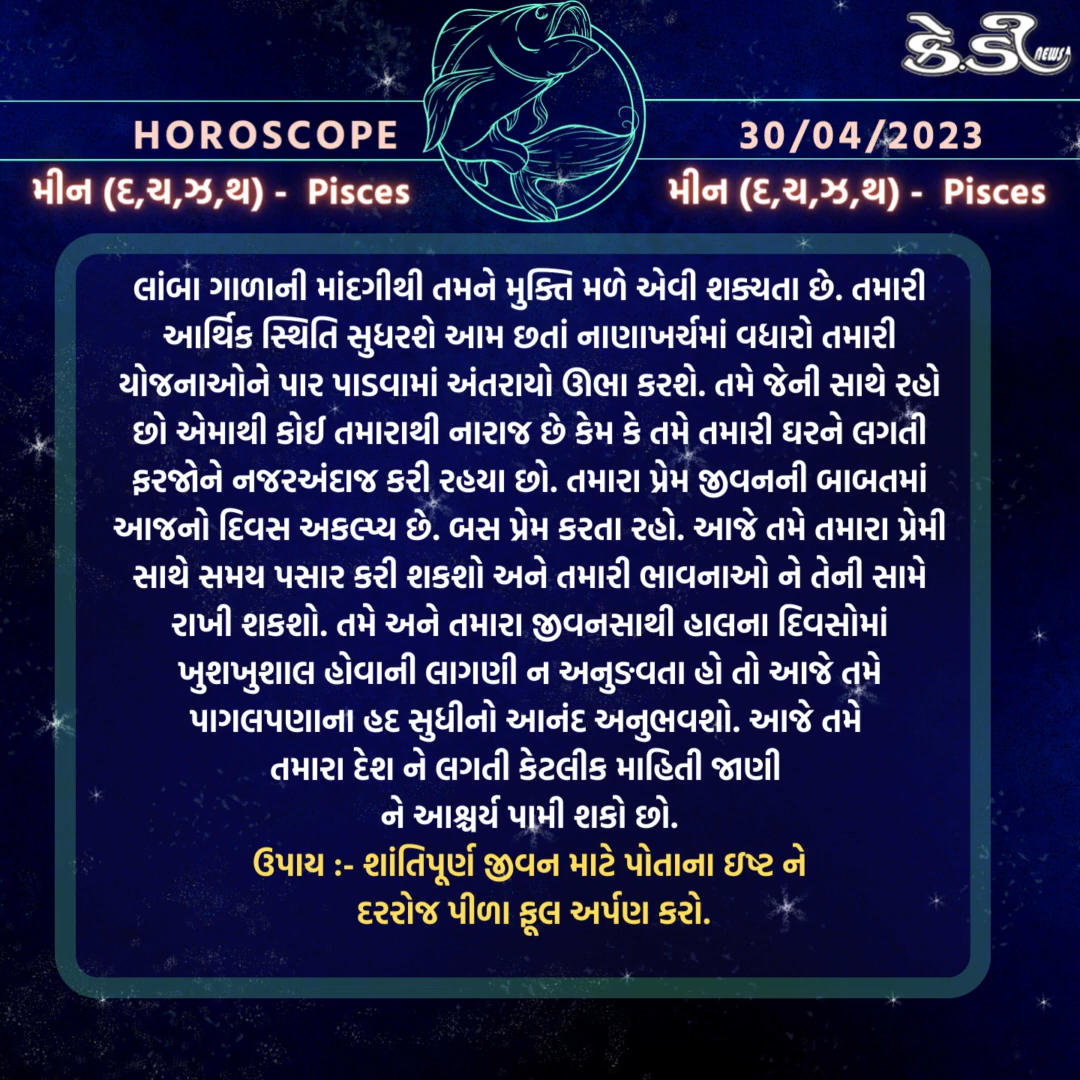 કે.ડી NEWS
HOROSCOPE
30/04/2023
મીન (દ,ચ,ઝ,થ) - Pisces
મીન (દ,ચ,ઝ,થ) - Pisces
લાંબા ગાળાની માંદગીથી તમને મુક્તિ મળે એવી શક્યતા છે. તમારી
આર્થિક સ્થિતિ સુધરશે આમ છતાં નાણાખર્ચમાં વધારો તમારી
યોજનાઓને પાર પાડવામાં અંતરાયો ઊભા કરશે. તમે જેની સાથે રહો
છો એમાથી કોઈ તમારાથી નારાજ છે કેમ કે તમે તમારી ઘરને લગતી
ફરજોને નજરઅંદાજ કરી રહયા છો. તમારા પ્રેમ જીવનની બાબતમાં
આજનો દિવસ અકલ્પ્ય છે. બસ પ્રેમ કરતા રહો. આજે તમે તમારા પ્રેમી
સાથે સમય પસાર કરી શકશો અને તમારી ભાવનાઓ ને તેની સામે
રાખી શકશો. તમે અને તમારા જીવનસાથી હાલના દિવસોમાં
ખુશખુશાલ હોવાની લાગણી ન અનુઙવતા હો તો આજે તમે
પાગલપણાના હદ સુધીનો આનંદ અનુભવશો. આજે તમે
તમારા દેશ ને લગતી કેટલીક માહિતી જાણી
ને આશ્ચર્ય પામી શકો છો.
ઉપાય :- શાંતિપૂર્ણ જીવન માટે પોતાના ઇષ્ટ ને
દરરોજ પીળા ફૂલ અર્પણ કરો.